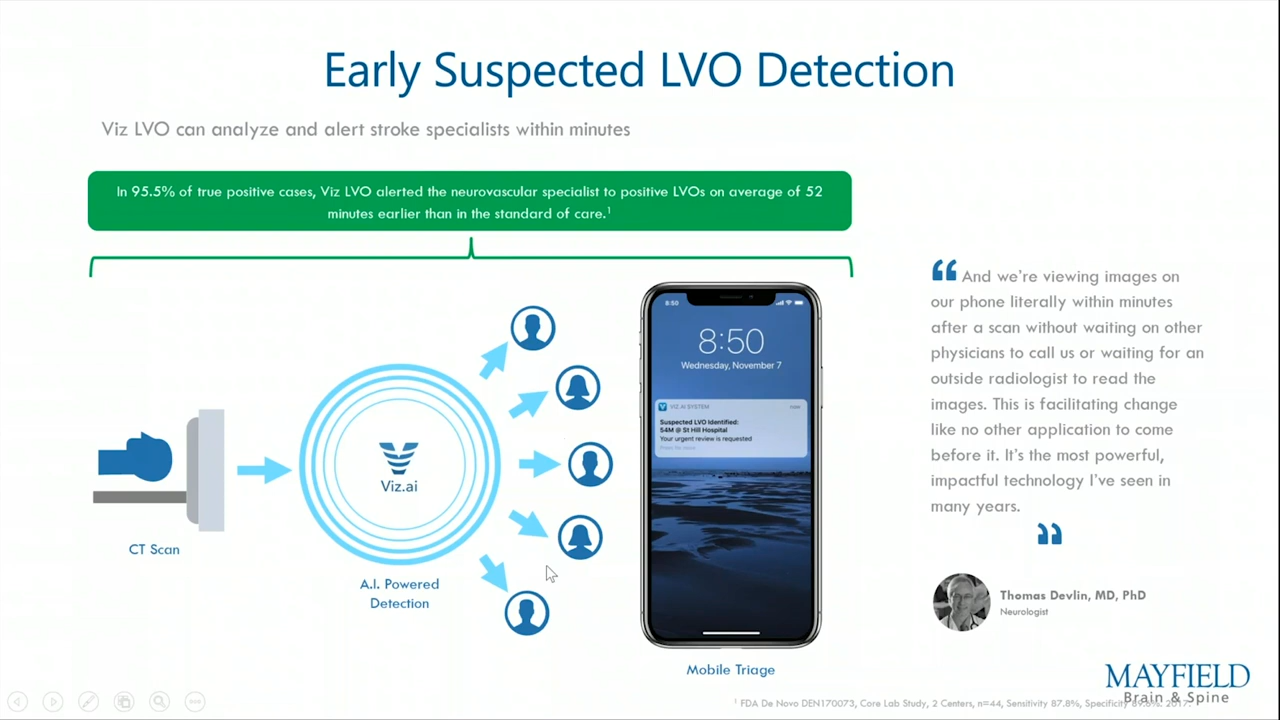 Early Suspected LVO Detection
Viz LVO can analyze and alert stroke specialists within minutes
In 95.5% of true positive cases, Viz LVO alerted the neurovascular specialist to positive LVOs on average of 52
minutes earlier than in the standard of care.¹
CT Scan
Viz.ai
A.I. Powered
Detection
8:50
8:50
Wednesday, November 7
VIZ AI SYSTEM
now
Suspected LVO Identified:
54M @ St Hill Hospital
Your urgent review is requested
Mobile Triage
“ And we're viewing images on
our phone literally within minutes
after a scan without waiting on other
physicians to call us or waiting for an
outside radiologist to read the
images. This is facilitating change
like no other application to come
before it. It's the most powerful,
impactful technology I've seen in
many years.
”
Thomas Devlin, MD, PhD
Neurologist
MAYFIELD
Brain & Spine
¹ FDA De Novo DEN170073, Core Lab Study, 2 Centers, n=44, Sensitivity 87.8%, Specificity 89.6%. 2017.